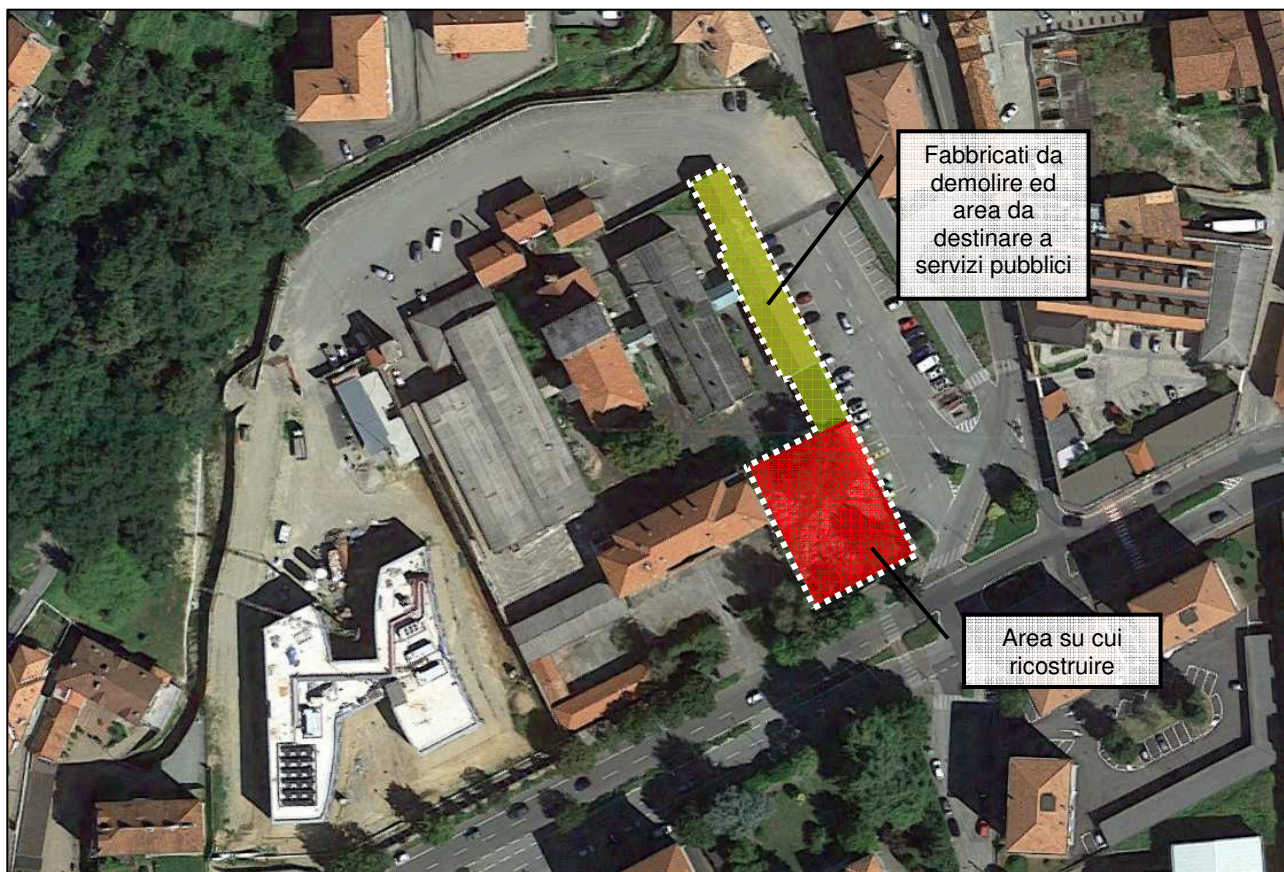 Fabbricati da
demolire ed
area da
destinare a
servizi pubblici
Area su cui
ricostruire